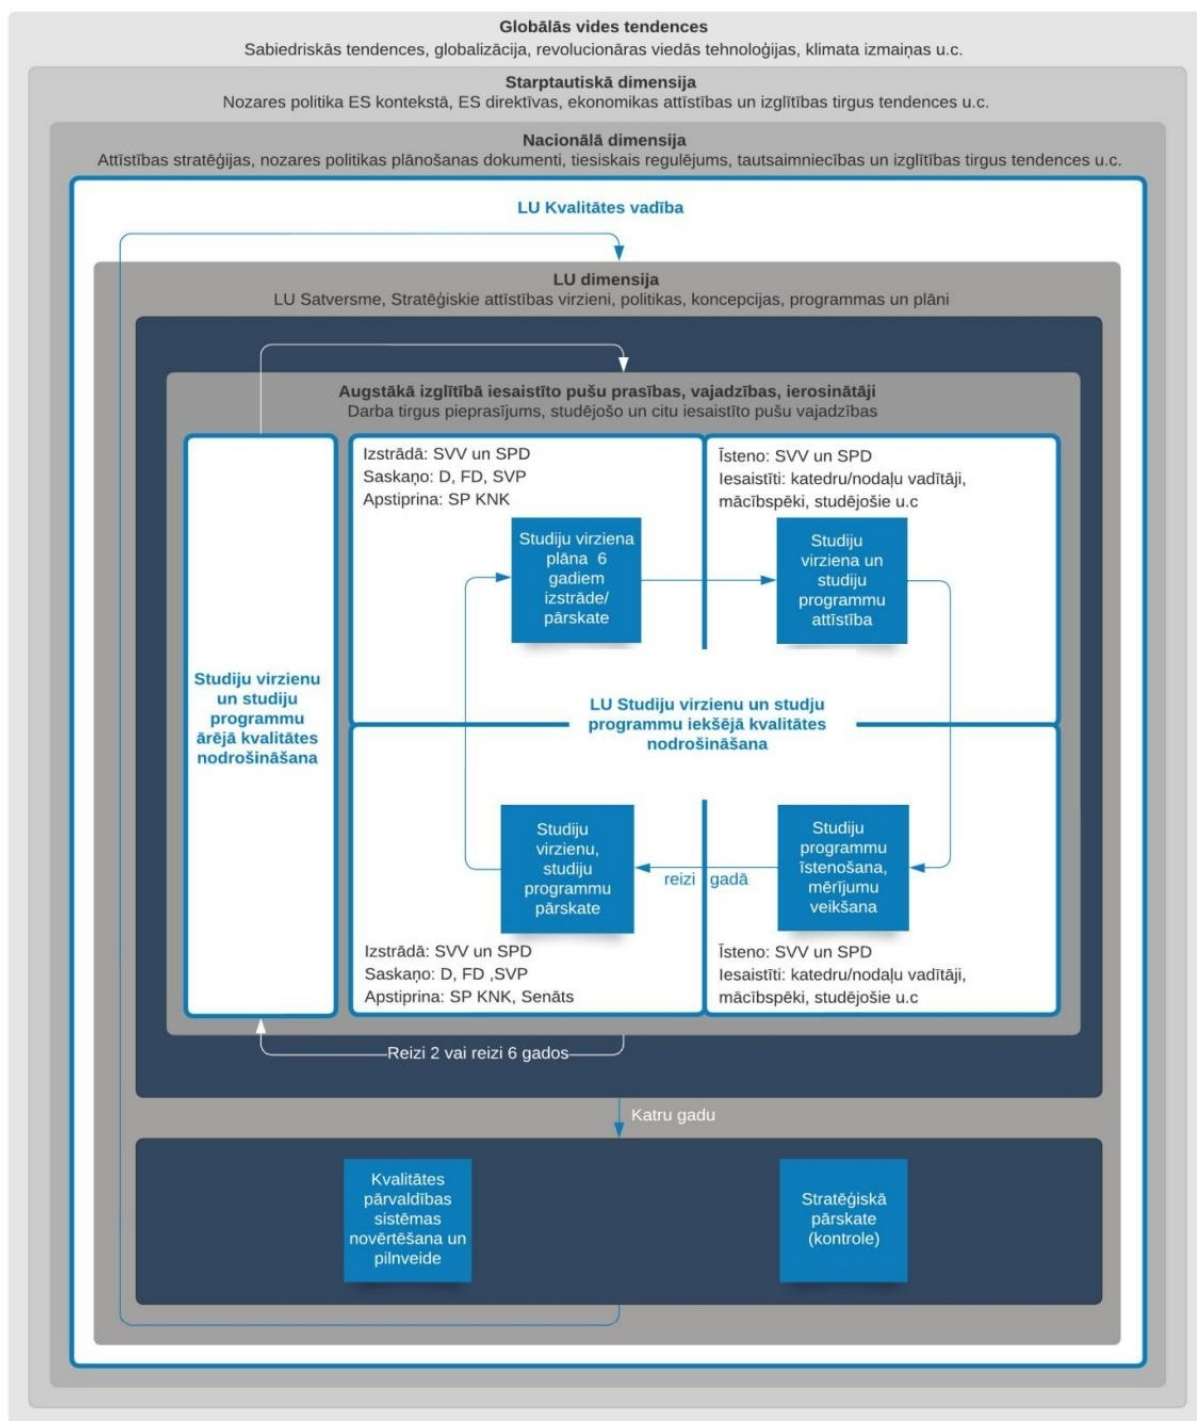 Globālās vides tendences
Sabiedriskās tendences, globalizācija, revolucionāras viedās tehnoloģijas, klimata izmaiņas u.c.
Starptautiskā dimensija
Nozares politika ES kontekstā, ES direktīvas, ekonomikas attīstības un izglītības tirgus tendences u.c.
Nacionālā dimensija
Attīstības stratēģijas, nozares politikas plānošanas dokumenti, tiesiskais regulējums, tautsaimniecības un izglītības tirgus tendences u.c.
LU Kvalitātes vadība
LU dimensija
LU Satversme, Stratēģiskie attīstības virzieni, politikas, koncepcijas, programmas un plāni
Augstākā izglītībā iesaistīto pušu prasības, vajadzības, ierosinātāji
Darba tirgus pieprasījums, studējošo un citu iesaistīto pušu vajadzības
Studiju virzienu
un studiju
programmu
ārējā kvalitātes
nodrošināšana
Izstrādā: SVV un SPD
Saskaņo: D, FD, SVP
Apstiprina: SP KNK
Studiju virziena
plāna 6
gadiem
izstrāde/
pārskate
Īsteno: SVV un SPD
Iesaistīti: katedru/nodaļu vadītāji,
mācībspēki, studējošie u.c
Studiju
virziena un
studiju
programmu
attīstība
LU Studiju virzienu un studju
programmu iekšējā kvalitātes
nodrošināšana
Studiju
virzienu,
studiju
programmu
pārskate
reizi gadā
Studiju
programmu
īstenošana,
mērījumu
veikšana
Izstrādā: SVV un SPD
Saskaņo: D, FD ,SVP
Apstiprina: SP KNK, Senāts
Īsteno: SVV un SPD
Iesaistīti: katedru/nodaļu vadītāji,
mācībspēki, studējošie u.c
Reizi 2 vai reizi 6 gados
Katru gadu
Kvalitātes
pārvaldības
sistēmas
novērtēšana un
pilnveide
Stratēģiskā
pārskate
(kontrole)